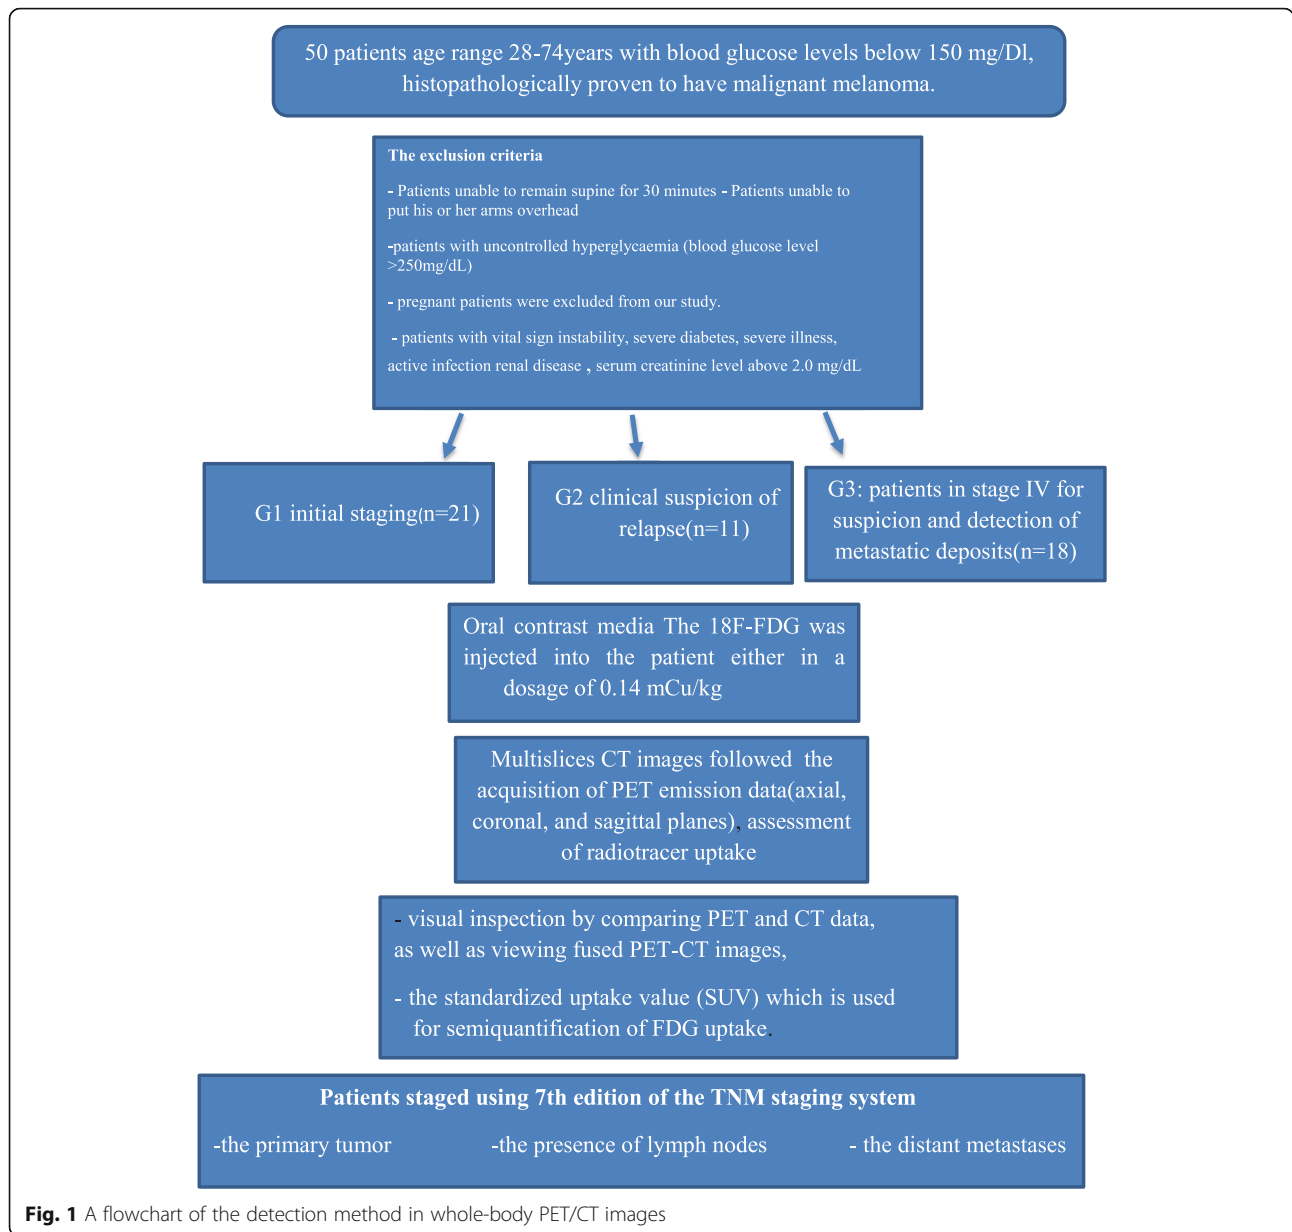 50 patients age range 28-74years with blood glucose levels below 150 mg/Dl,
histopathologically proven to have malignant melanoma.
The exclusion criteria
- Patients unable to remain supine for 30 minutes - Patients unable to
put his or her arms overhead
-patients with uncontrolled hyperglycaemia (blood glucose level
>250mg/dL)
- pregnant patients were excluded from our study.
- patients with vital sign instability, severe diabetes, severe illness,
active infection renal disease , serum creatinine level above 2.0 mg/dL
G1 initial staging(n=21)
G2 clinical suspicion of
relapse(n=11)
G3: patients in stage IV for
suspicion and detection of
metastatic deposits(n=18)
Oral contrast media The 18F-FDG was
injected into the patient either in a
dosage of 0.14 mCu/kg
Multislices CT images followed the
acquisition of PET emission data(axial,
coronal, and sagittal planes), assessment
of radiotracer uptake
- visual inspection by comparing PET and CT data,
as well as viewing fused PET-CT images,
- the standardized uptake value (SUV) which is used
for semiquantification of FDG uptake.
Patients staged using 7th edition of the TNM staging system
-the primary tumor -the presence of lymph nodes - the distant metastases
Fig. 1 A flowchart of the detection method in whole-body PET/CT images